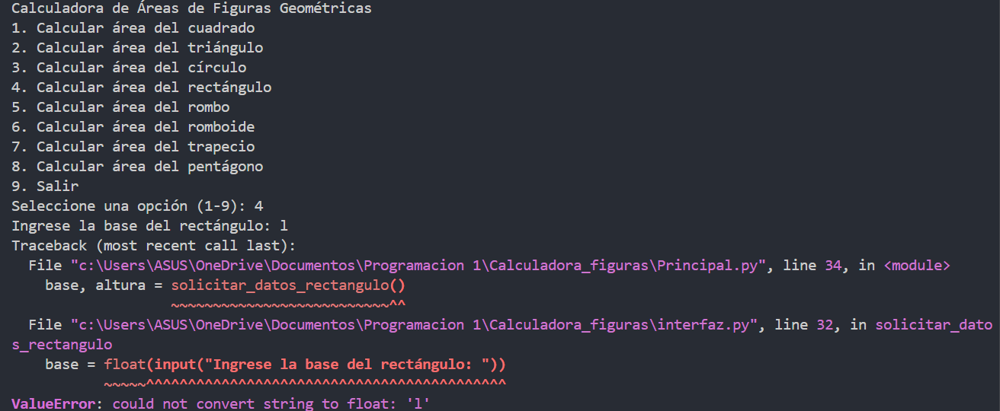 Calculadora de Áreas de Figuras Geométricas
1. Calcular área del cuadrado
2. Calcular área del triángulo
3. Calcular área del círculo
4. Calcular área del rectángulo
5. Calcular área del rombo
6. Calcular área del romboide
7. Calcular área del trapecio
8. Calcular área del pentágono
9. Salir
Seleccione una opción (1-9): 4
Ingrese la base del rectángulo: l
Traceback (most recent call last):
  File "c:\Users\ASUS\OneDrive\Documentos\Programacion 1\Calculadora_figuras\Principal.py", line 34, in <module>
    base, altura = solicitar_datos_rectangulo()
                   ~~~~~~~~~~~~~~~~~~~~~~~~~~^^
  File "c:\Users\ASUS\OneDrive\Documentos\Programacion 1\Calculadora_figuras\interfaz.py", line 32, in solicitar_dato
s_rectangulo
    base = float(input("Ingrese la base del rectángulo: "))
           ~~~~~^^^^^^^^^^^^^^^^^^^^^^^^^^^^^^^^^^^^^^^^^^^
ValueError: could not convert string to float: 'l'